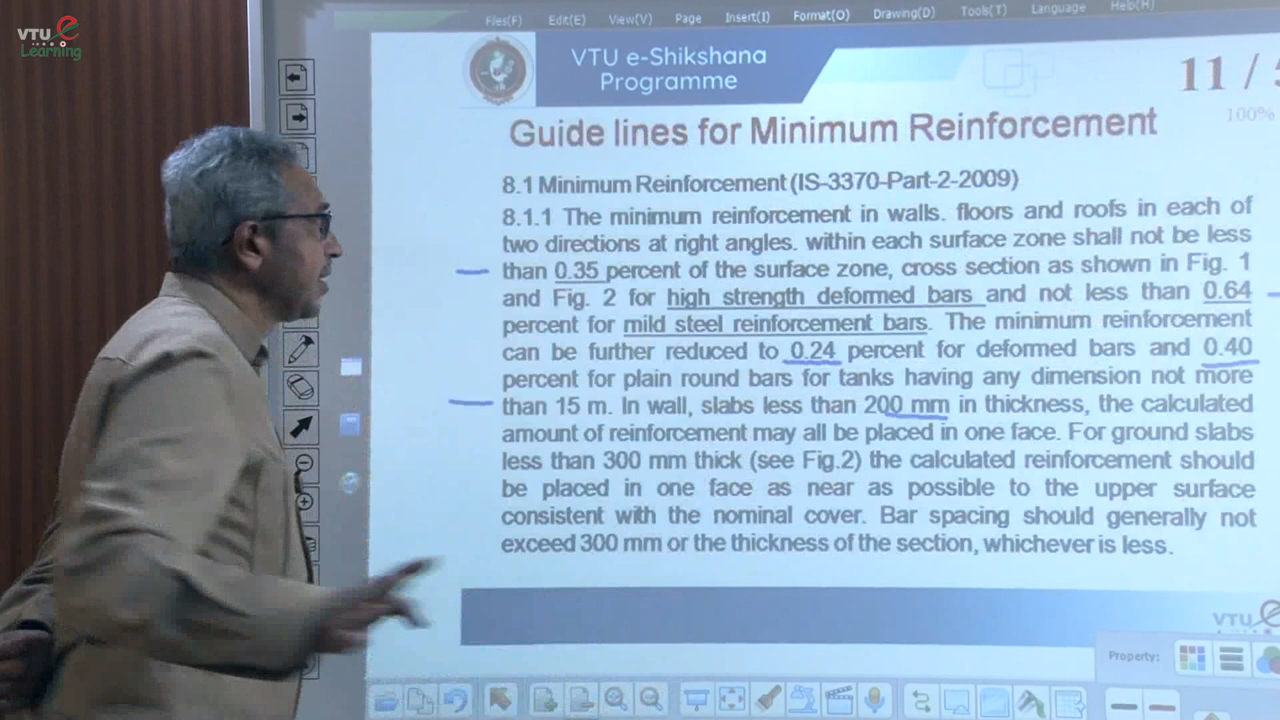 VTU e
Learning
Files(F) Edit(E) View(V) Page Insert(I) Format(O) Drawing(D) Tools(T) Language Help(H)
VTU e-Shikshana
Programme
11 /
100%
Guide lines for Minimum Reinforcement
8.1 Minimum Reinforcement (IS-3370-Part-2-2009)
8.1.1 The minimum reinforcement in walls. floors and roofs in each of
two directions at right angles. within each surface zone shall not be less
than 0.35 percent of the surface zone, cross section as shown in Fig. 1
and Fig. 2 for high strength deformed bars and not less than 0.64
percent for mild steel reinforcement bars. The minimum reinforcement
can be further reduced to 0.24 percent for deformed bars and 0.40
percent for plain round bars for tanks having any dimension not more
than 15 m. In wall, slabs less than 200 mm in thickness, the calculated
amount of reinforcement may all be placed in one face. For ground slabs
less than 300 mm thick (see Fig.2) the calculated reinforcement should
be placed in one face as near as possible to the upper surface
consistent with the nominal cover. Bar spacing should generally not
exceed 300 mm or the thickness of the section, whichever is less.
VTU e
Property: